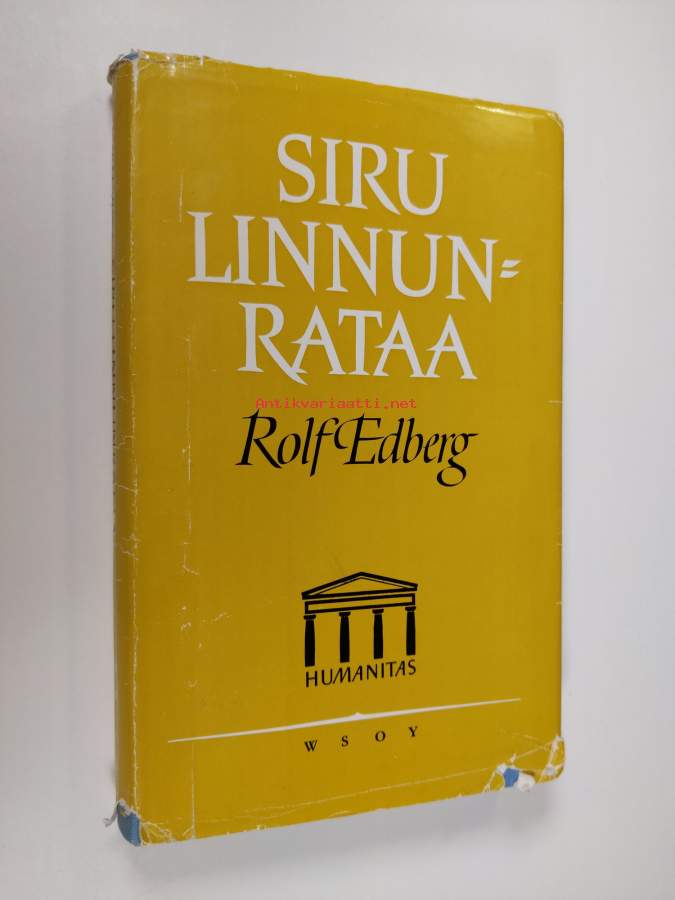 SIRU
LINNUN=
RATAA
Antikvariaatti.net
Rolf Edberg
HUMANITAS
WSOY